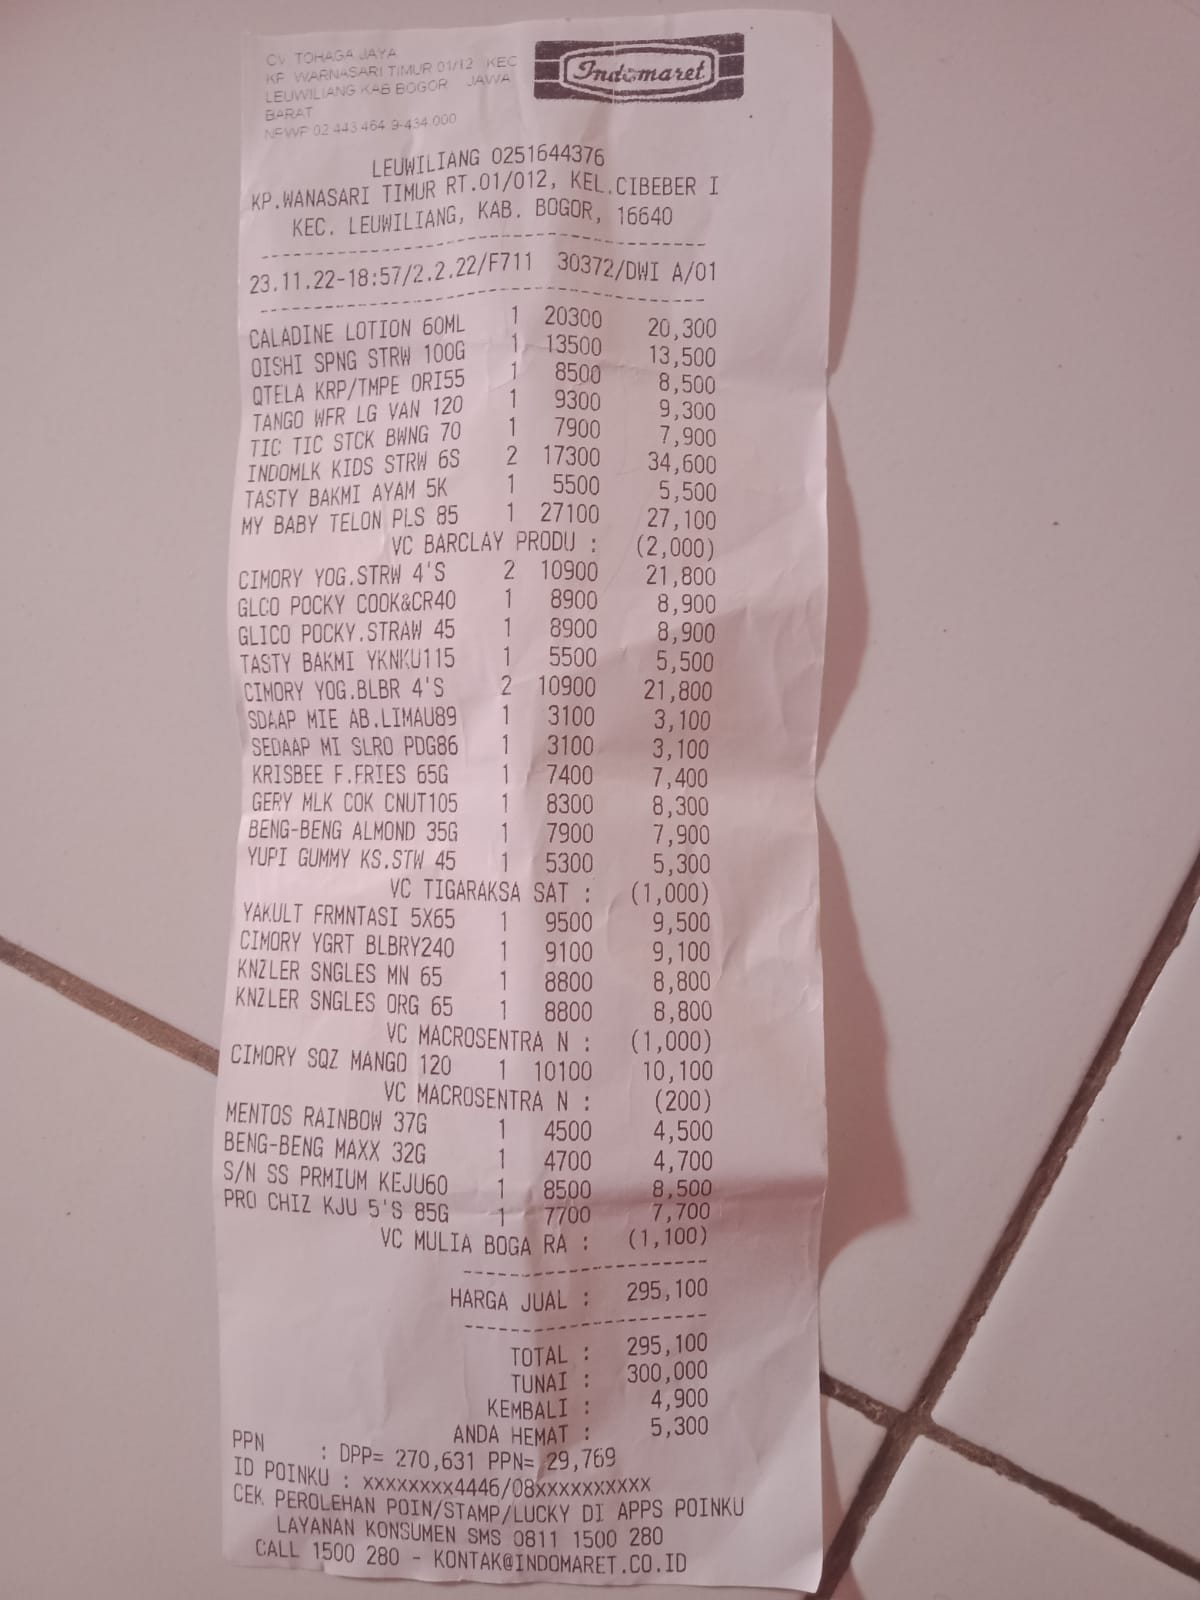 CV TOHAGA JAYA
KP WARNASARI TIMUR 01/12 KEC
LEUWILIANG KAB BOGOR JAWA
BARAT
NPWP 02 443 464 9-434.000
Indomaret
LEUWILIANG 0251644376
KP.WANASARI TIMUR RT.01/012, KEL.CIBEBER I
KEC. LEUWILIANG, KAB. BOGOR, 16640
23.11.22-18:57/2.2.22/F711 30372/DWI A/01
CALADINE LOTION 60ML 1 20300 20,300
OISHI SPNG STRW 100G 1 13500 13,500
QTELA KRP/TMPE ORI55 1 8500 8,500
TANGO WFR LG VAN 120 1 9300 9,300
TIC TIC STCK BWNG 70 1 7900 7,900
INDOMLK KIDS STRW 6S 2 17300 34,600
TASTY BAKMI AYAM 5K 1 5500 5,500
MY BABY TELON PLS 85 1 27100 27,100
VC BARCLAY PRODU : (2,000)
CIMORY YOG.STRW 4'S 2 10900 21,800
GLCO POCKY COOK&CR40 1 8900 8,900
GLICO POCKY.STRAW 45 1 8900 8,900
TASTY BAKMI YKNKU115 1 5500 5,500
CIMORY YOG.BLBR 4'S 2 10900 21,800
SDAAP MIE AB.LIMAU89 1 3100 3,100
SEDAAP MI SLRO PDG86 1 3100 3,100
KRISBEE F.FRIES 65G 1 7400 7,400
GERY MLK COK CNUT105 1 8300 8,300
BENG-BENG ALMOND 35G 1 7900 7,900
YUPI GUMMY KS.STW 45 1 5300 5,300
VC TIGARAKSA SAT : (1,000)
YAKULT FRMNTASI 5X65 1 9500 9,500
CIMORY YGRT BLBRY240 1 9100 9,100
KNZLER SNGLES MN 65 1 8800 8,800
KNZLER SNGLES ORG 65 1 8800 8,800
VC MACROSENTRA N : (1,000)
CIMORY SQZ MANGO 120 1 10100 10,100
VC MACROSENTRA N : (200)
MENTOS RAINBOW 37G 1 4500 4,500
BENG-BENG MAXX 32G 1 4700 4,700
S/N SS PRMIUM KEJU60 1 8500 8,500
PRO CHIZ KJU 5'S 85G 1 7700 7,700
VC MULIA BOGA RA : (1,100)
HARGA JUAL : 295,100
TOTAL : 295,100
TUNAI : 300,000
KEMBALI : 4,900
ANDA HEMAT : 5,300
PPN : DPP= 270,631 PPN= 29,769
ID POINKU : xxxxxxxx4446/08xxxxxxxxxx
CEK PEROLEHAN POIN/STAMP/LUCKY DI APPS POINKU
LAYANAN KONSUMEN SMS 0811 1500 280
CALL 1500 280 - KONTAK@INDOMARET.CO.ID